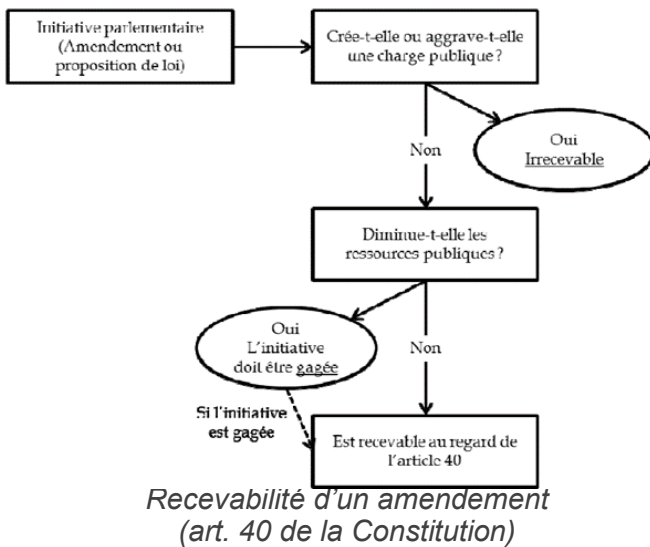 Initiative parlementaire
(Amendement ou
proposition de loi)
Crée-t-elle ou aggrave-t-elle
une charge publique ?
Non
Oui
Irrecevable
Diminue-t-elle les
ressources publiques ?
Oui
L'initiative
doit être gagée
Non
Si l'initiative
est gagée
Est recevable au regard de
l'article 40
Recevabilité d'un amendement
(art. 40 de la Constitution)